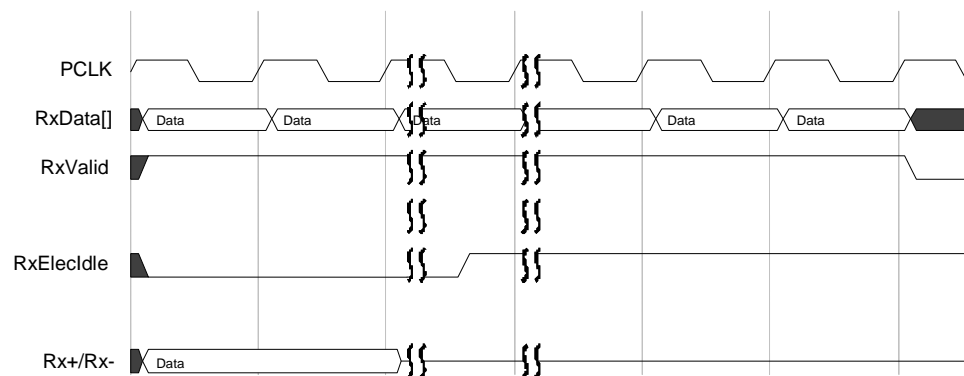 PCLK
RxData[] Data Data Data Data Data
RxValid
RxElecIdle
Rx+/Rx- Data